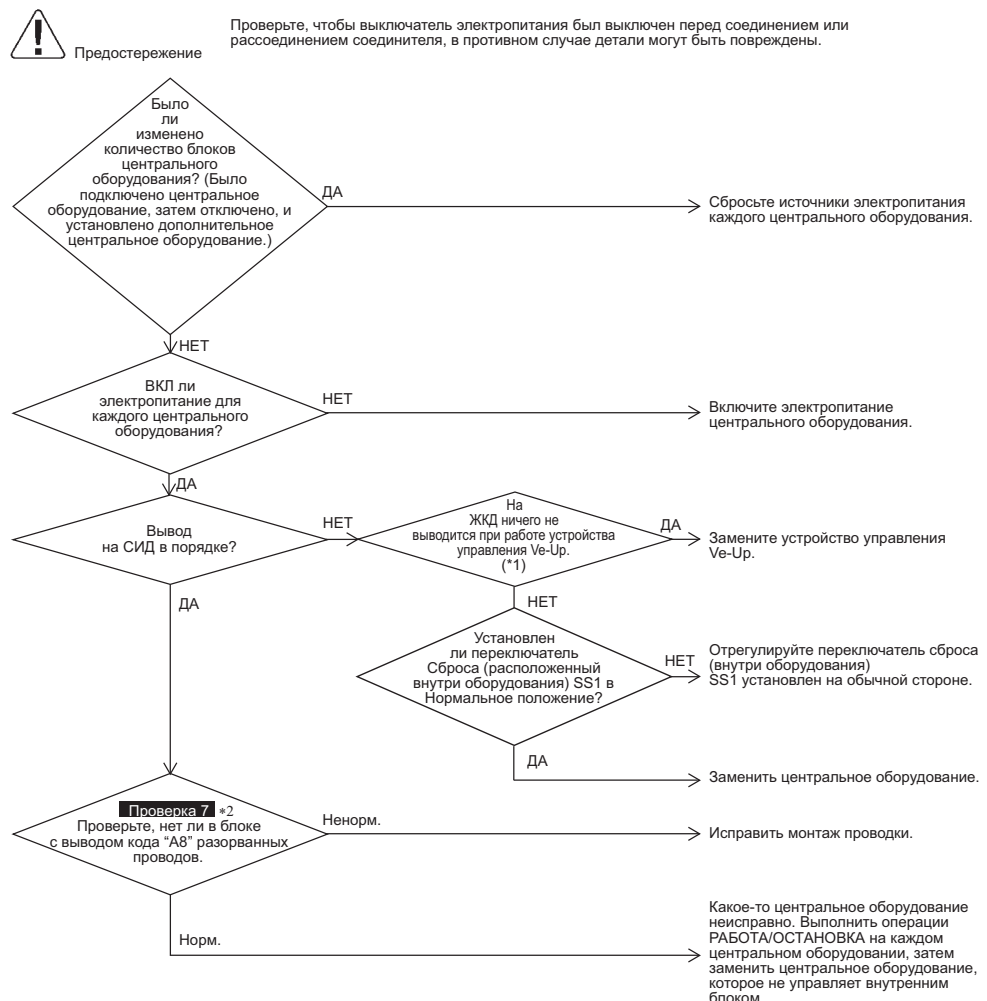 Предостережение
Проверьте, чтобы выключатель электропитания был выключен перед соединением или
рассоединением соединителя, в противном случае детали могут быть повреждены.
Было
ли
изменено
количество блоков
центрального
оборудования? (Было
подключено центральное
оборудование, затем отключено, и
установлено дополнительное
центральное оборудование.)
ДА
Сбросьте источники электропитания
каждого центрального оборудования.
НЕТ
ВКЛ ли
электропитание для
каждого центрального
оборудования?
НЕТ
Включите электропитание
центрального оборудования.
ДА
Вывод
на СИД в порядке?
НЕТ
На
ЖКД ничего не
выводится при работе устройства
управления Ve-Up.
(*1)
ДА
Замените устройство управления
Ve-Up.
ДА
НЕТ
Установлен
ли переключатель
Сброса (расположенный
внутри оборудования) SS1 в
Нормальное положение?
НЕТ
Отрегулируйте переключатель сброса
(внутри оборудования)
SS1 установлен на обычной стороне.
ДА
Заменить центральное оборудование.
Проверка 7 *2
Проверьте, нет ли в блоке
с выводом кода “A8” разорванных
проводов.
Ненорм.
Исправить монтаж проводки.
Норм.
Какое-то центральное оборудование
неисправно. Выполнить операции
РАБОТА/ОСТАНОВКА на каждом
центральном оборудовании, затем
заменить центральное оборудование,
которое не управляет внутренним
блоком.